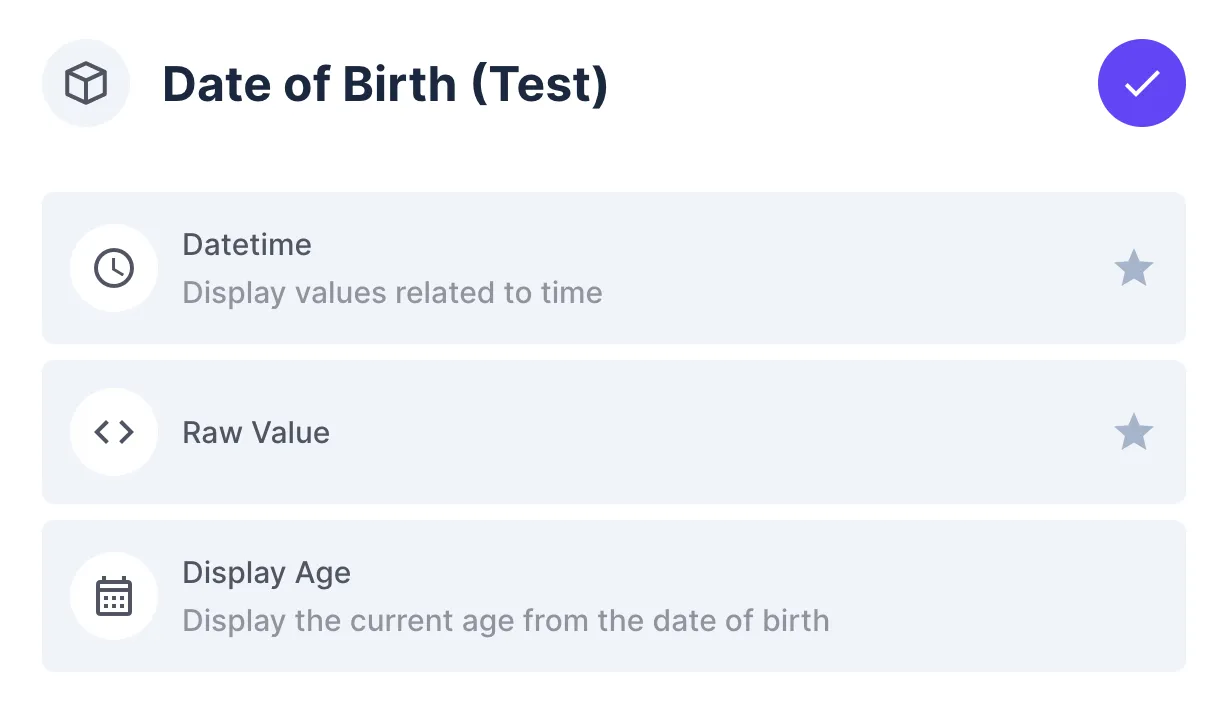 Date of Birth (Test)
Datetime
Display values related to time
Raw Value
Display Age
Display the current age from the date of birth